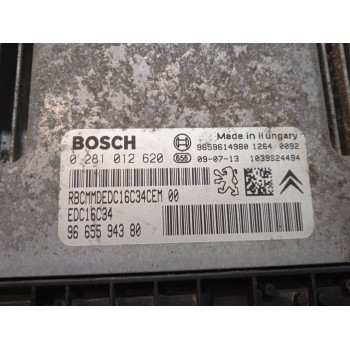 BOSCH
Made in Hungary
9659614980 1264 0092
0 281 012 620
656
09-07-13 1039S24494
RBCMMDEDC16C34CEM 00
EDC16C34
96 655 943 80